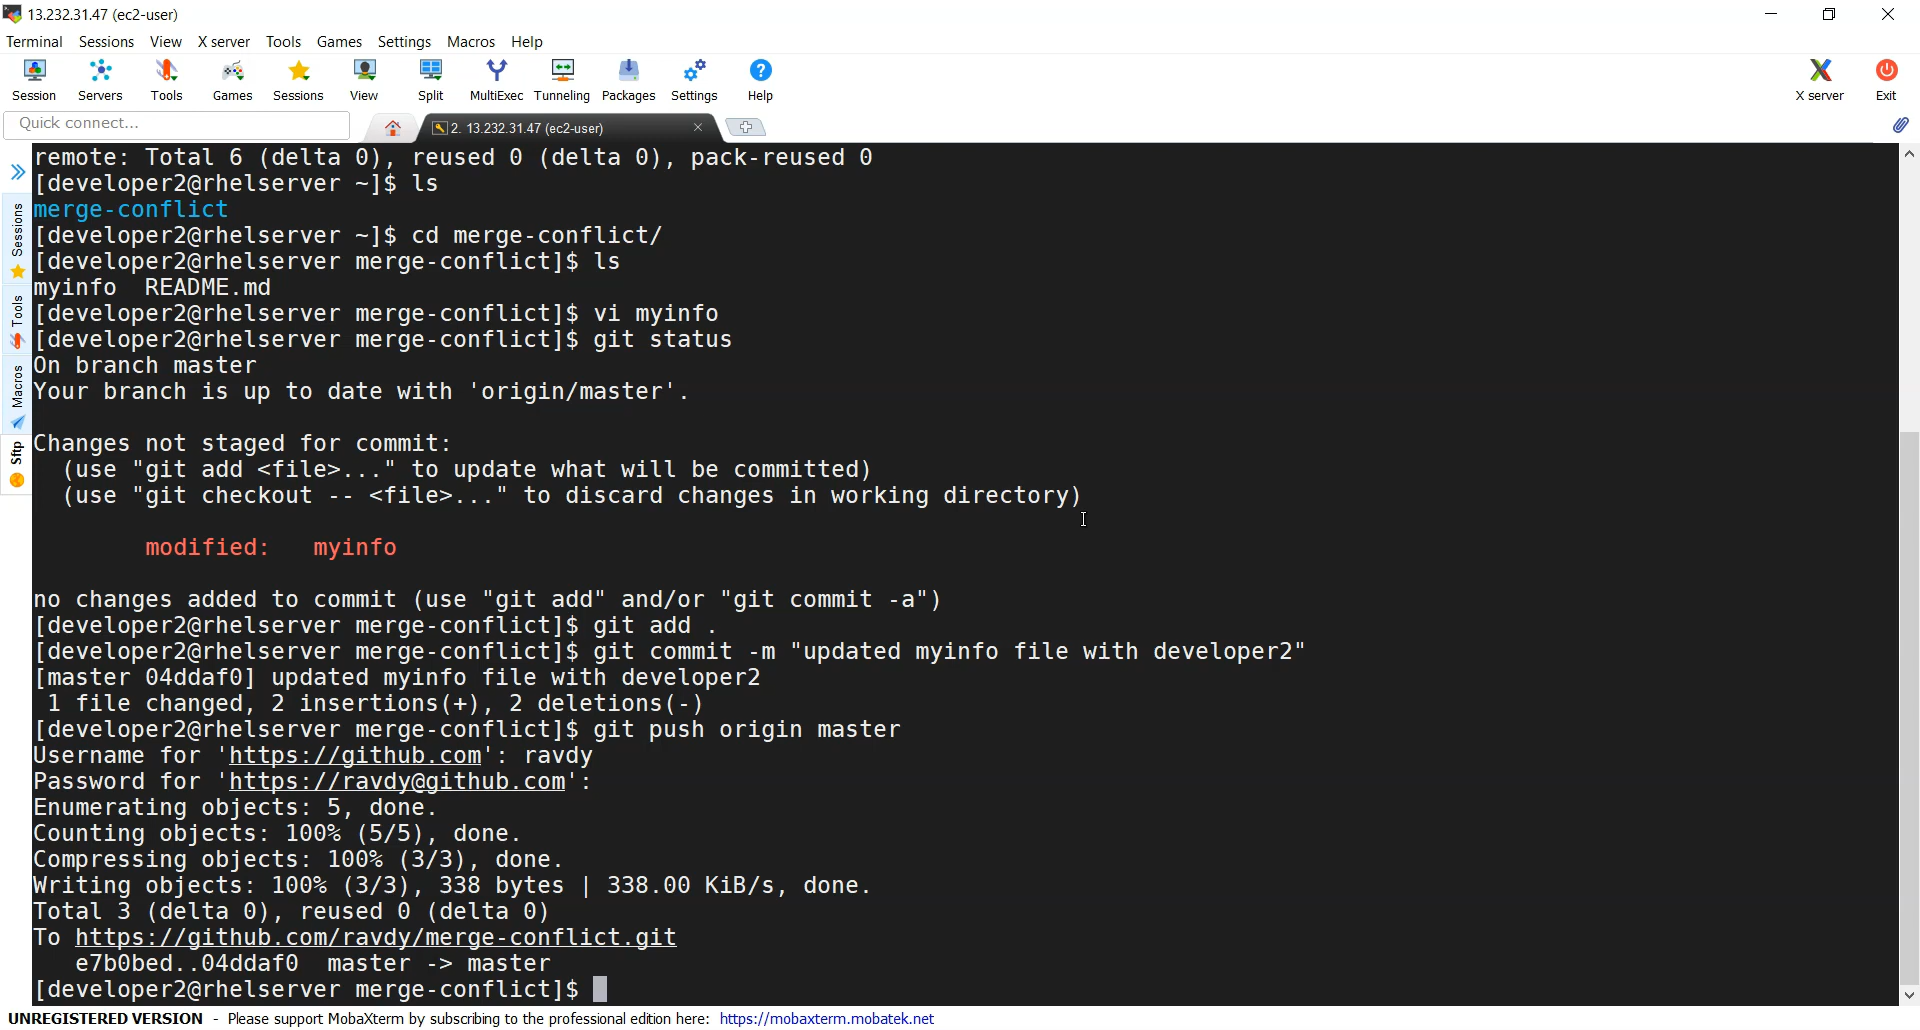 13.232.31.47 (ec2-user)
Terminal Sessions View X server Tools Games Settings Macros Help
Session Servers Tools Games Sessions View Split MultiExec Tunneling Packages Settings Help X server Exit
Quick connect...
2. 13.232.31.47 (ec2-user)
Sessions
Tools
Macros
Sftp
remote: Total 6 (delta 0), reused 0 (delta 0), pack-reused 0
[developer2@rhelserver ~]$ ls
merge-conflict
[developer2@rhelserver ~]$ cd merge-conflict/
[developer2@rhelserver merge-conflict]$ ls
myinfo  README.md
[developer2@rhelserver merge-conflict]$ vi myinfo
[developer2@rhelserver merge-conflict]$ git status
On branch master
Your branch is up to date with 'origin/master'.
Changes not staged for commit:
  (use "git add <file>..." to update what will be committed)
  (use "git checkout -- <file>..." to discard changes in working directory)
        modified:   myinfo
no changes added to commit (use "git add" and/or "git commit -a")
[developer2@rhelserver merge-conflict]$ git add .
[developer2@rhelserver merge-conflict]$ git commit -m "updated myinfo file with developer2"
[master 04ddaf0] updated myinfo file with developer2
 1 file changed, 2 insertions(+), 2 deletions(-)
[developer2@rhelserver merge-conflict]$ git push origin master
Username for 'https://github.com': ravdy
Password for 'https://ravdy@github.com':
Enumerating objects: 5, done.
Counting objects: 100% (5/5), done.
Compressing objects: 100% (3/3), done.
Writing objects: 100% (3/3), 338 bytes | 338.00 KiB/s, done.
Total 3 (delta 0), reused 0 (delta 0)
To https://github.com/ravdy/merge-conflict.git
   e7b0bed..04ddaf0  master -> master
[developer2@rhelserver merge-conflict]$
UNREGISTERED VERSION - Please support MobaXterm by subscribing to the professional edition here: https://mobaxterm.mobatek.net